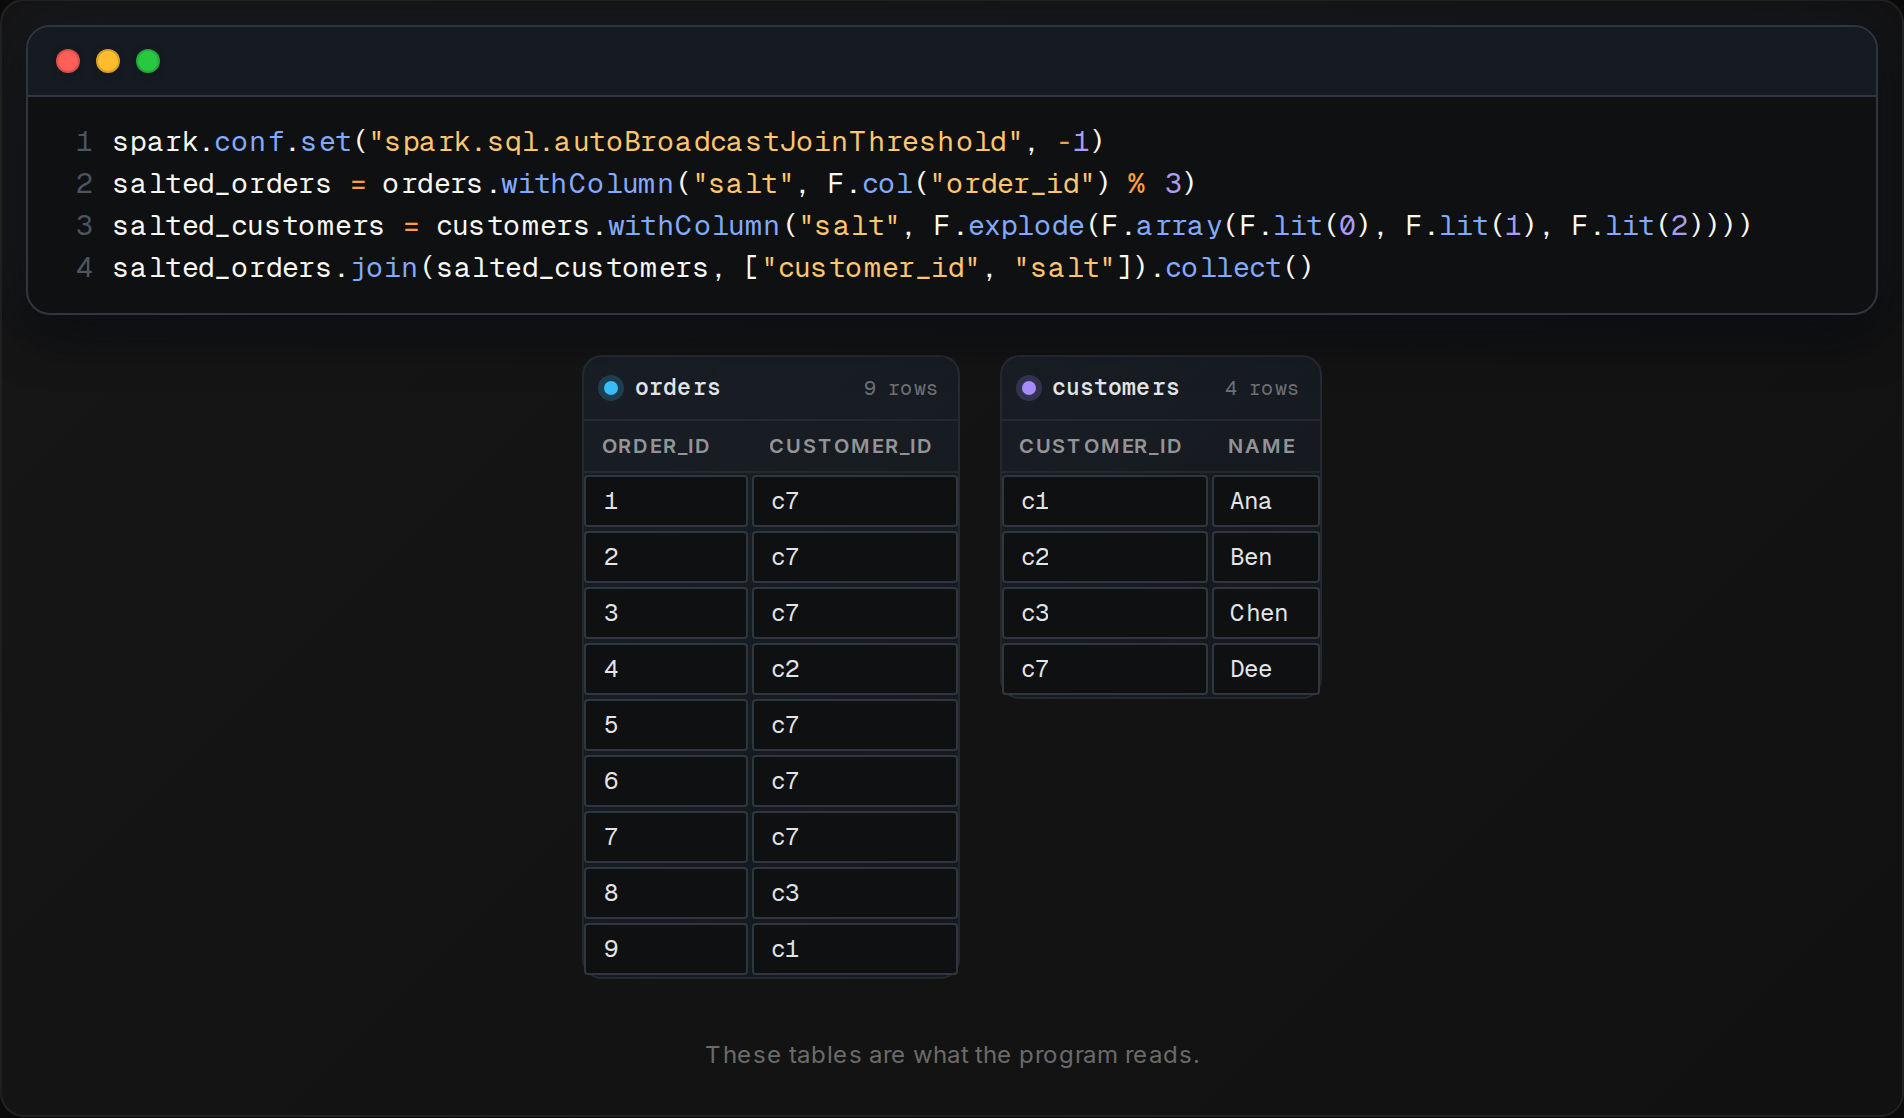 1 spark.conf.set("spark.sql.autoBroadcastJoinThreshold", -1)
2 salted_orders = orders.withColumn("salt", F.col("order_id") % 3)
3 salted_customers = customers.withColumn("salt", F.explode(F.array(F.lit(0), F.lit(1), F.lit(2))))
4 salted_orders.join(salted_customers, ["customer_id", "salt"]).collect()
orders 9 rows
ORDER_ID CUSTOMER_ID
1 c7
2 c7
3 c7
4 c2
5 c7
6 c7
7 c7
8 c3
9 c1
customers 4 rows
CUSTOMER_ID NAME
c1 Ana
c2 Ben
c3 Chen
c7 Dee
These tables are what the program reads.